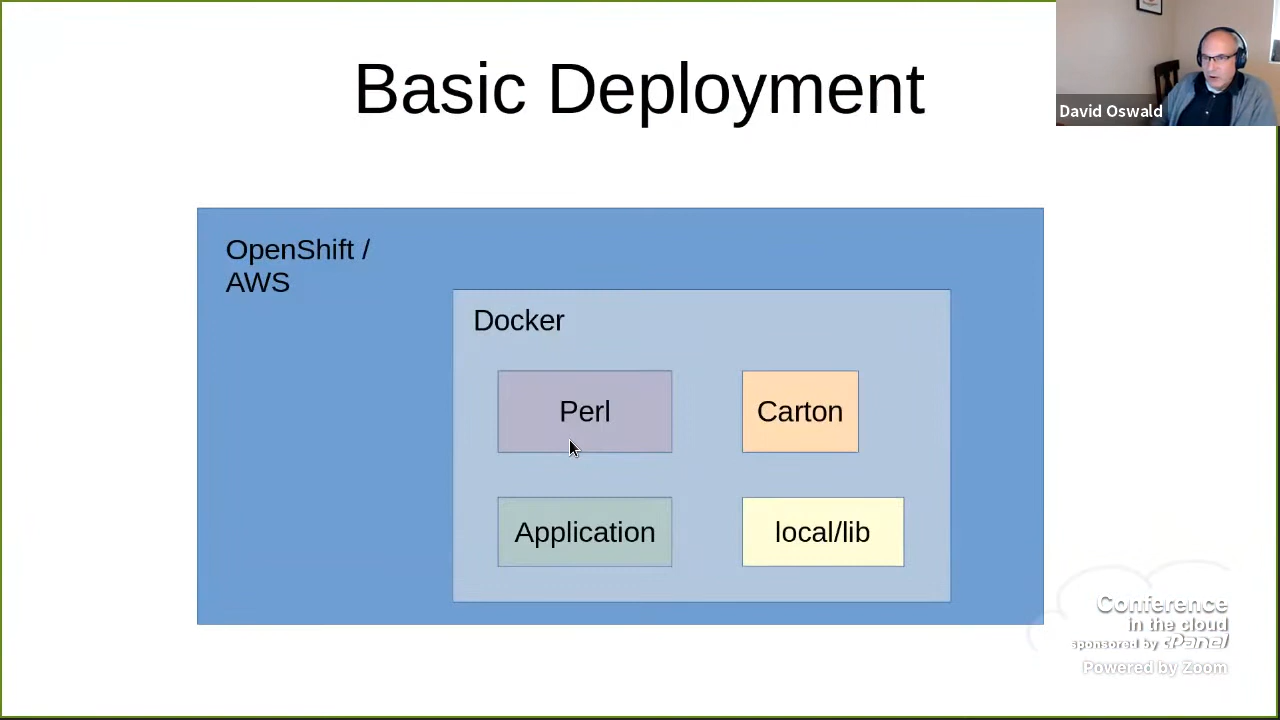 Basic Deployment
David Oswald
OpenShift /
AWS
Docker
Perl
Carton
Application
local/lib
Conference
in the cloud
sponsored by cPanel
Powered by Zoom